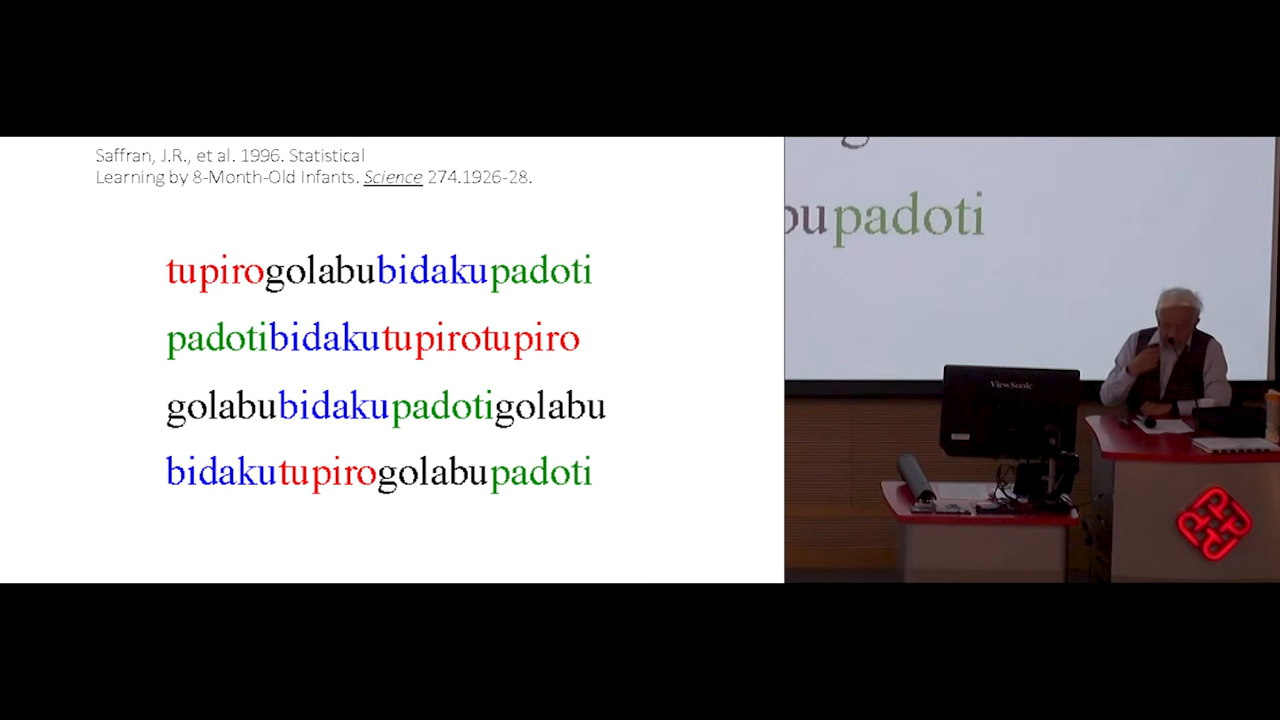 Saffran, J.R., et al. 1996. Statistical
Learning by 8-Month-Old Infants. Science 274.1926-28.
tupirogolabubidakupadoti
padotibidakutupirotupiro
golabubidakupadotigolabu
bidakutupirogolabupadoti
bupadoti
ViewSonic